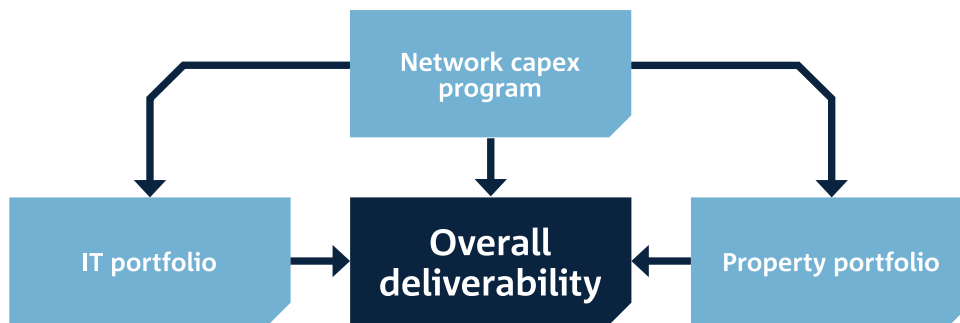 Network capex
program
IT portfolio
Overall
deliverability
Property portfolio